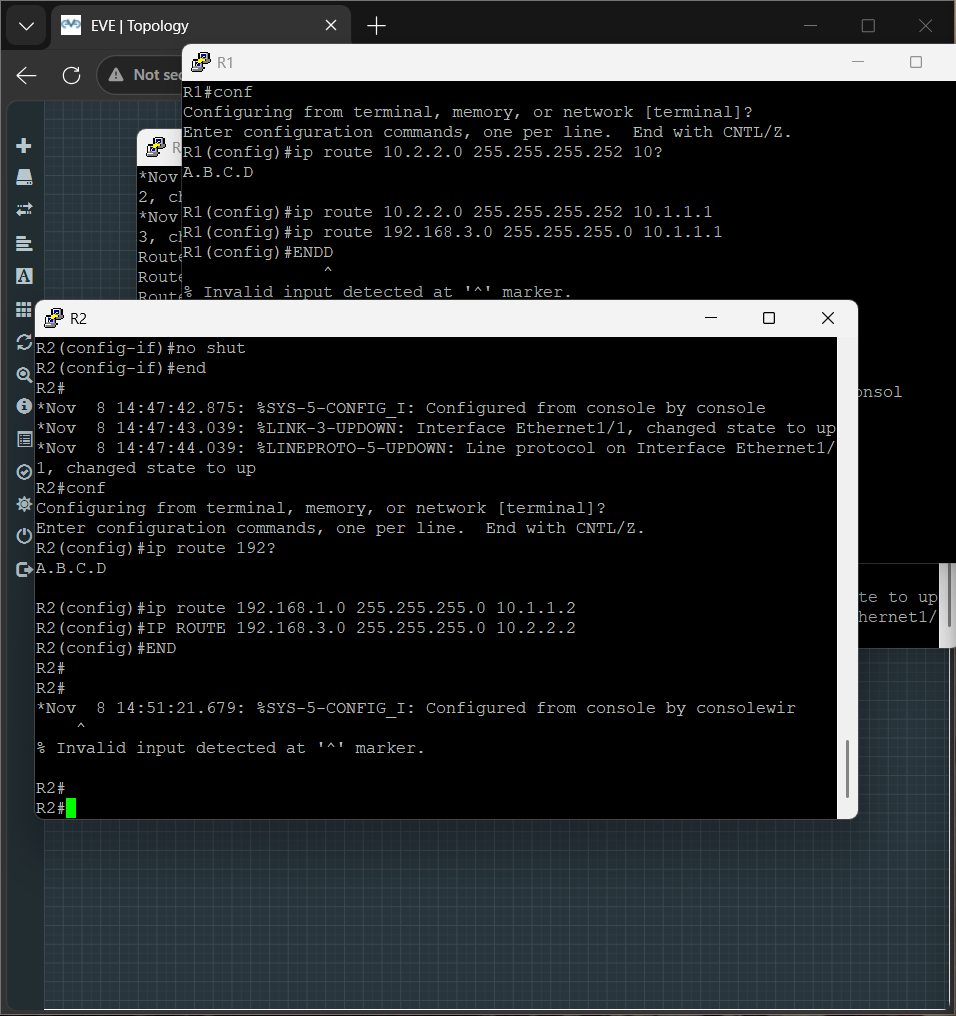 EVE | Topology
Not sec
R1
R1#conf
Configuring from terminal, memory, or network [terminal]?
Enter configuration commands, one per line.  End with CNTL/Z.
R1(config)#ip route 10.2.2.0 255.255.255.252 10?
A.B.C.D
R1(config)#ip route 10.2.2.0 255.255.255.252 10.1.1.1
R1(config)#ip route 192.168.3.0 255.255.255.0 10.1.1.1
R1(config)#ENDD
^
% Invalid input detected at '^' marker.
R
*Nov
2, ch
*Nov
3, ch
Route
Route
Route
onsol
te to up
hernet1/
R2
R2(config-if)#no shut
R2(config-if)#end
R2#
*Nov  8 14:47:42.875: %SYS-5-CONFIG_I: Configured from console by console
*Nov  8 14:47:43.039: %LINK-3-UPDOWN: Interface Ethernet1/1, changed state to up
*Nov  8 14:47:44.039: %LINEPROTO-5-UPDOWN: Line protocol on Interface Ethernet1/
1, changed state to up
R2#conf
Configuring from terminal, memory, or network [terminal]?
Enter configuration commands, one per line.  End with CNTL/Z.
R2(config)#ip route 192?
A.B.C.D
R2(config)#ip route 192.168.1.0 255.255.255.0 10.1.1.2
R2(config)#IP ROUTE 192.168.3.0 255.255.255.0 10.2.2.2
R2(config)#END
R2#
R2#
*Nov  8 14:51:21.679: %SYS-5-CONFIG_I: Configured from console by consolewir
^
% Invalid input detected at '^' marker.
R2#
R2#